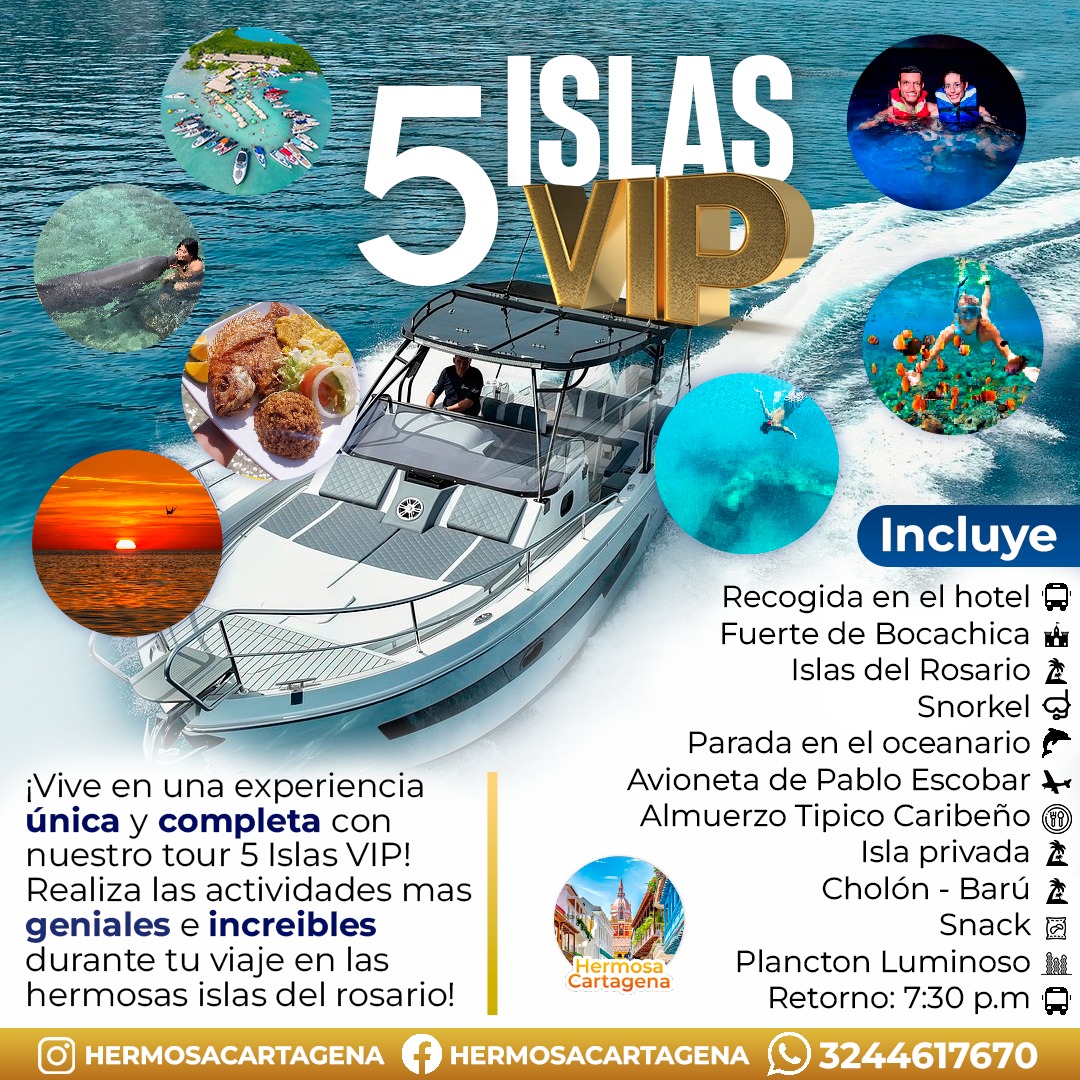 5 ISLAS
VIP
Incluye
Recogida en el hotel
Fuerte de Bocachica
Islas del Rosario
Snorkel
Parada en el oceanario
Avioneta de Pablo Escobar
Almuerzo Tipico Caribeño
Isla privada
Cholón - Barú
Snack
Plancton Luminoso
Retorno: 7:30 p.m
¡Vive en una experiencia
única y completa con
nuestro tour 5 Islas VIP!
Realiza las actividades mas
geniales e increibles
durante tu viaje en las
hermosas islas del rosario!
Hermosa
Cartagena
HERMOSACARTAGENA HERMOSACARTAGENA 3244617670